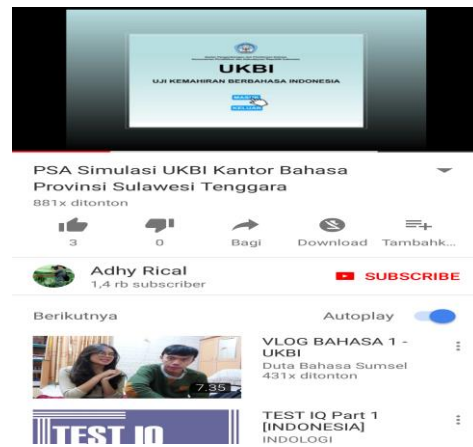 UKBI
UJI KEMAHIRAN BERBAHASA INDONESIA
MASUK
KELUAR
PSA Simulasi UKBI Kantor Bahasa
Provinsi Sulawesi Tenggara
881x ditonton
3
0
Bagi
Download
Tambahk...
Adhy Rical
1,4 rb subscriber
SUBSCRIBE
Berikutnya
Autoplay
7.35
VLOG BAHASA 1 -
UKBI
Duta Bahasa Sumsel
431x ditonton
TEST IQ
TEST IQ Part 1
[INDONESIA]
INDOLOGI